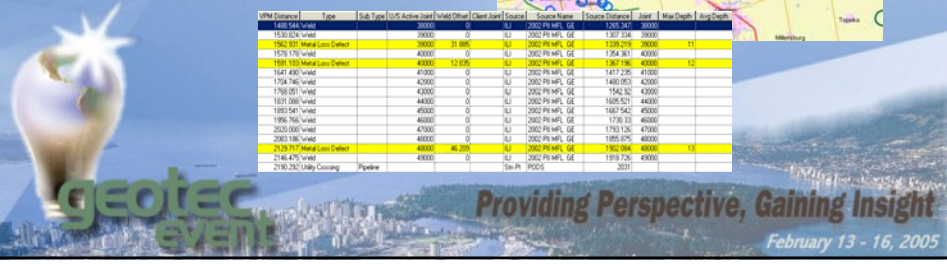 Topeka
Millersburg
VPM Distance Type Sub Type U/S Active Joint Weld Offset Client Joint Source Source Name Source Distance Joint Max Depth Avg Depth
1488.544 Weld 38000 0 ILI 2002 PII MFL GE 1265.347 38000
1530.824 Weld 39000 0 ILI 2002 PII MFL GE 1307.334 39000
1562.931 Metal Loss Defect 39000 31.885 ILI 2002 PII MFL GE 1339.219 39000 11
1578.178 Weld 40000 0 ILI 2002 PII MFL GE 1354.361 40000
1591.103 Metal Loss Defect 40000 12.835 ILI 2002 PII MFL GE 1367.196 40000 12
1641.490 Weld 41000 0 ILI 2002 PII MFL GE 1417.235 41000
1704.746 Weld 42000 0 ILI 2002 PII MFL GE 1480.053 42000
1768.051 Weld 43000 0 ILI 2002 PII MFL GE 1542.92 43000
1831.088 Weld 44000 0 ILI 2002 PII MFL GE 1605.521 44000
1893.541 Weld 45000 0 ILI 2002 PII MFL GE 1667.542 45000
1956.766 Weld 46000 0 ILI 2002 PII MFL GE 1730.33 46000
2020.000 Weld 47000 0 ILI 2002 PII MFL GE 1793.126 47000
2083.186 Weld 48000 0 ILI 2002 PII MFL GE 1855.875 48000
2129.717 Metal Loss Defect 48000 46.209 ILI 2002 PII MFL GE 1902.084 48000 13
2146.475 Weld 49000 0 ILI 2002 PII MFL GE 1918.726 49000
2190.292 Utility Crossing Pipeline Stn Pt PODS 2031
geotec
event
Providing Perspective, Gaining Insight
February 13 - 16, 2005